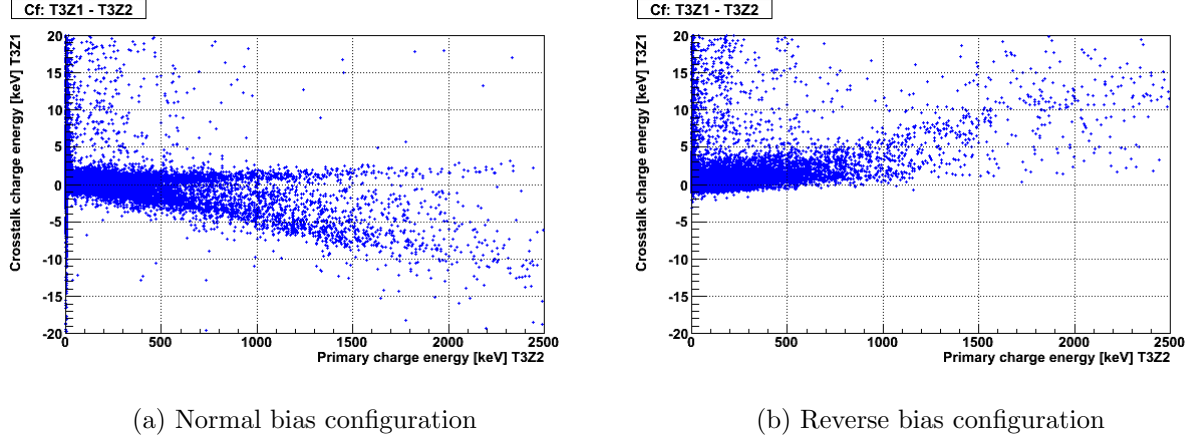 Cf: T3Z1 - T3Z2
Crosstalk charge energy [keV] T3Z1
20
15
10
5
0
-5
-10
-15
-20
0 500 1000 1500 2000 2500
Primary charge energy [keV] T3Z2
(a) Normal bias configuration
Cf: T3Z1 - T3Z2
Crosstalk charge energy [keV] T3Z1
20
15
10
5
0
-5
-10
-15
-20
0 500 1000 1500 2000 2500
Primary charge energy [keV] T3Z2
(b) Reverse bias configuration